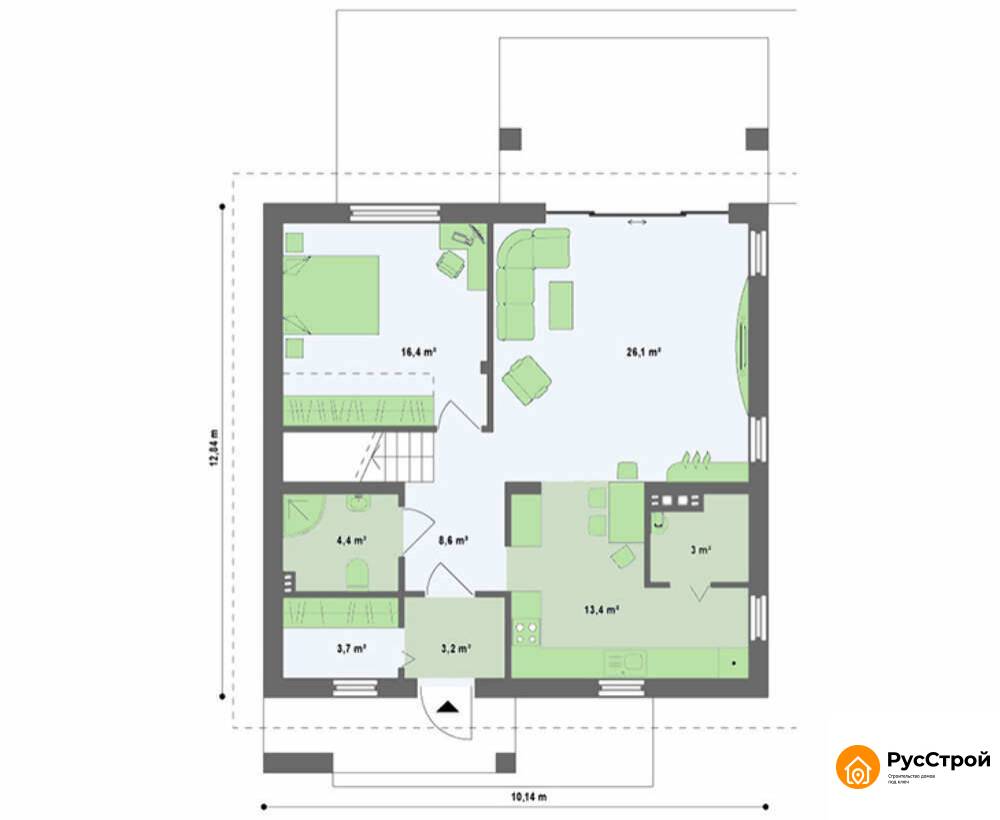 16,4 m²
26,1 m²
12,84 m
4,4 m²
8,6 m²
3 m²
13,4 m²
3,7 m²
3,2 m²
10,14 m
РусСтрой
Строительство домов
под ключ